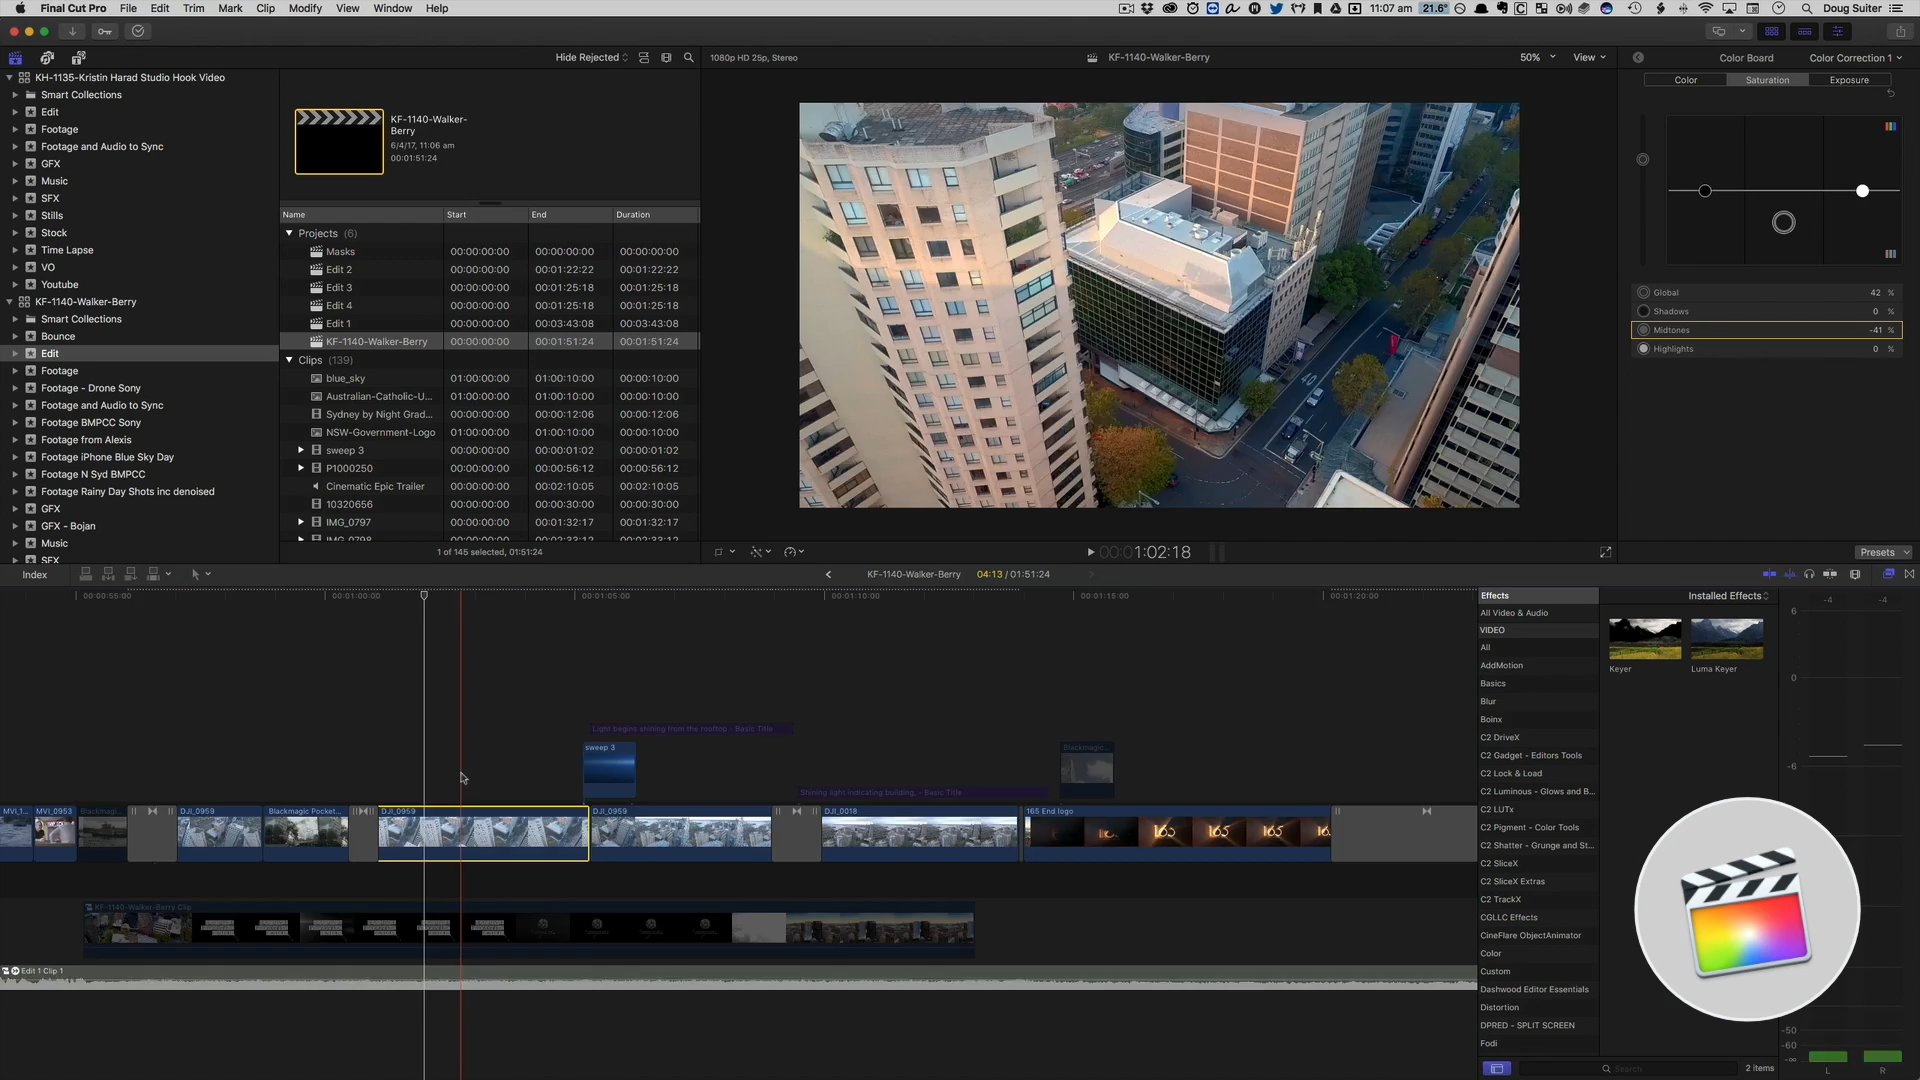 Final Cut Pro File Edit Trim Mark Clip Modify View Window Help
11:07 am 21.6° Doug Suiter
Hide Rejected
1080p HD 25p, Stereo
KF-1140-Walker-Berry
50% View
Color Board
Color Correction 1
Color Saturation Exposure
KH-1135-Kristin Harad Studio Hook Video
Smart Collections
Edit
Footage
Footage and Audio to Sync
GFX
Music
SFX
Stills
Stock
Time Lapse
VO
Youtube
KF-1140-Walker-Berry
Smart Collections
Bounce
Edit
Footage
Footage - Drone Sony
Footage and Audio to Sync
Footage BMPCC Sony
Footage from Alexis
Footage iPhone Blue Sky Day
Footage N Syd BMPCC
Footage Rainy Day Shots inc denoised
GFX
GFX - Bojan
Music
SFX
KF-1140-Walker-
Berry
6/4/17, 11:06 am
00:01:51:24
Name Start End Duration
Projects (6)
Masks 00:00:00:00 00:00:00:00 00:00:00:00
Edit 2 00:00:00:00 00:01:22:22 00:01:22:22
Edit 3 00:00:00:00 00:01:25:18 00:01:25:18
Edit 4 00:00:00:00 00:01:25:18 00:01:25:18
Edit 1 00:00:00:00 00:03:43:08 00:03:43:08
KF-1140-Walker-Berry 00:00:00:00 00:01:51:24 00:01:51:24
Clips (139)
blue_sky 01:00:00:00 01:00:10:00 00:00:10:00
Australian-Catholic-U... 01:00:00:00 01:00:10:00 00:00:10:00
Sydney by Night Grad... 00:00:00:00 00:00:12:06 00:00:12:06
NSW-Government-Logo 01:00:00:00 01:00:10:00 00:00:10:00
sweep 3 00:00:00:00 00:00:01:02 00:00:01:02
P1000250 00:00:00:00 00:00:56:12 00:00:56:12
Cinematic Epic Trailer 00:00:00:00 00:02:10:05 00:02:10:05
10320656 00:00:00:00 00:00:30:00 00:00:30:00
IMG_0797 00:00:00:00 00:01:32:17 00:01:32:17
IMG_0798 00:00:00:00 00:02:33:12 00:02:33:12
1 of 145 selected, 01:51:24
40
00:00:1:02:18
Global 42 %
Shadows 0 %
Midtones -41 %
Highlights 0 %
Presets
Index
KF-1140-Walker-Berry 04:13 / 01:51:24
00:00:55:00 00:01:00:00 00:01:05:00 00:01:10:00 00:01:15:00 00:01:20:00
Light begins shining from the rooftop - Basic Title
sweep 3
Blackmagic...
Shining light indicating building, - Basic Title
MVI_1... MVI_0953 Blackmagi... DJI_0959 Blackmagic Pocket... DJI_0959 DJI_0959 DJI_0018 165 End logo
165 165 165
KF-1140-Walker-Berry Clip
Edit 1 Clip 1
Effects
All Video & Audio
VIDEO
All
AddMotion
Basics
Blur
Boinx
C2 DriveX
C2 Gadget - Editors Tools
C2 Lock & Load
C2 Luminous - Glows and B...
C2 LUTx
C2 Pigment - Color Tools
C2 Shatter - Grunge and St...
C2 SliceX
C2 SliceX Extras
C2 TrackX
CGLLC Effects
CineFlare ObjectAnimator
Color
Custom
Dashwood Editor Essentials
Distortion
DPRED - SPLIT SCREEN
Fodi
Installed Effects
Keyer
Luma Keyer
Search
2 items
-4 -4
6
0
-6
-50
-60
-∞
L R